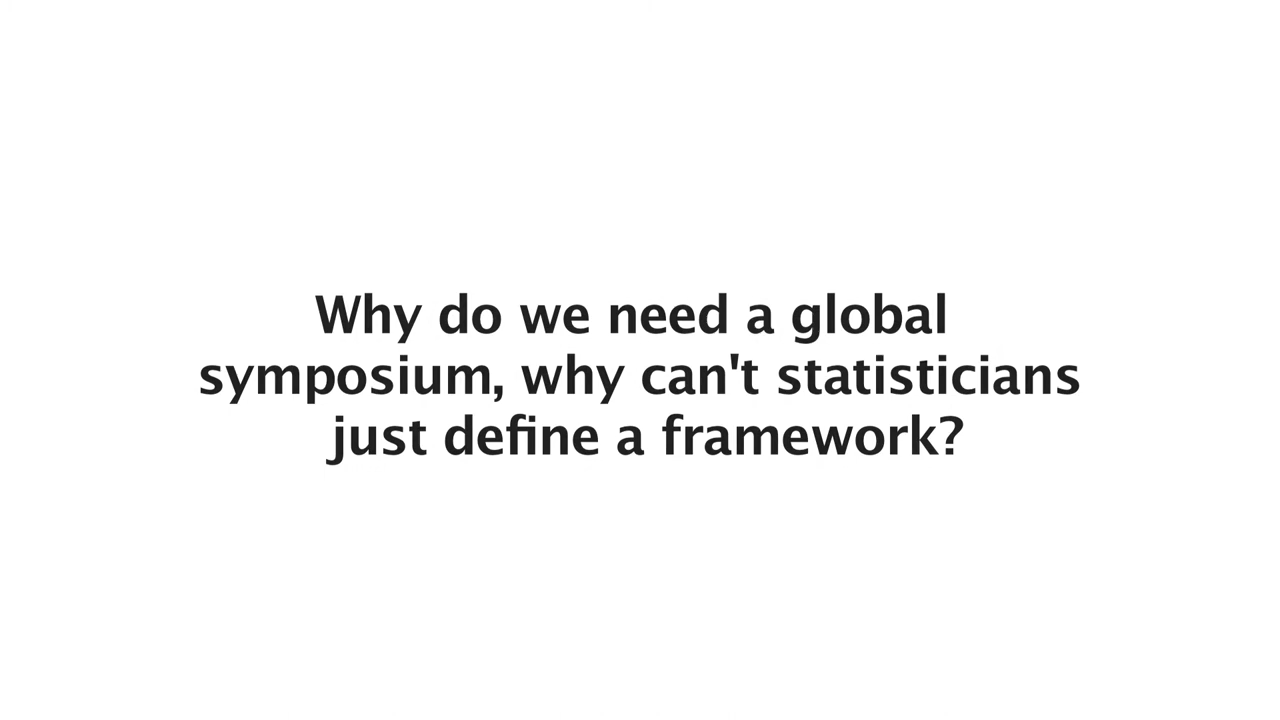 Why do we need a global
symposium, why can't statisticians
just define a framework?